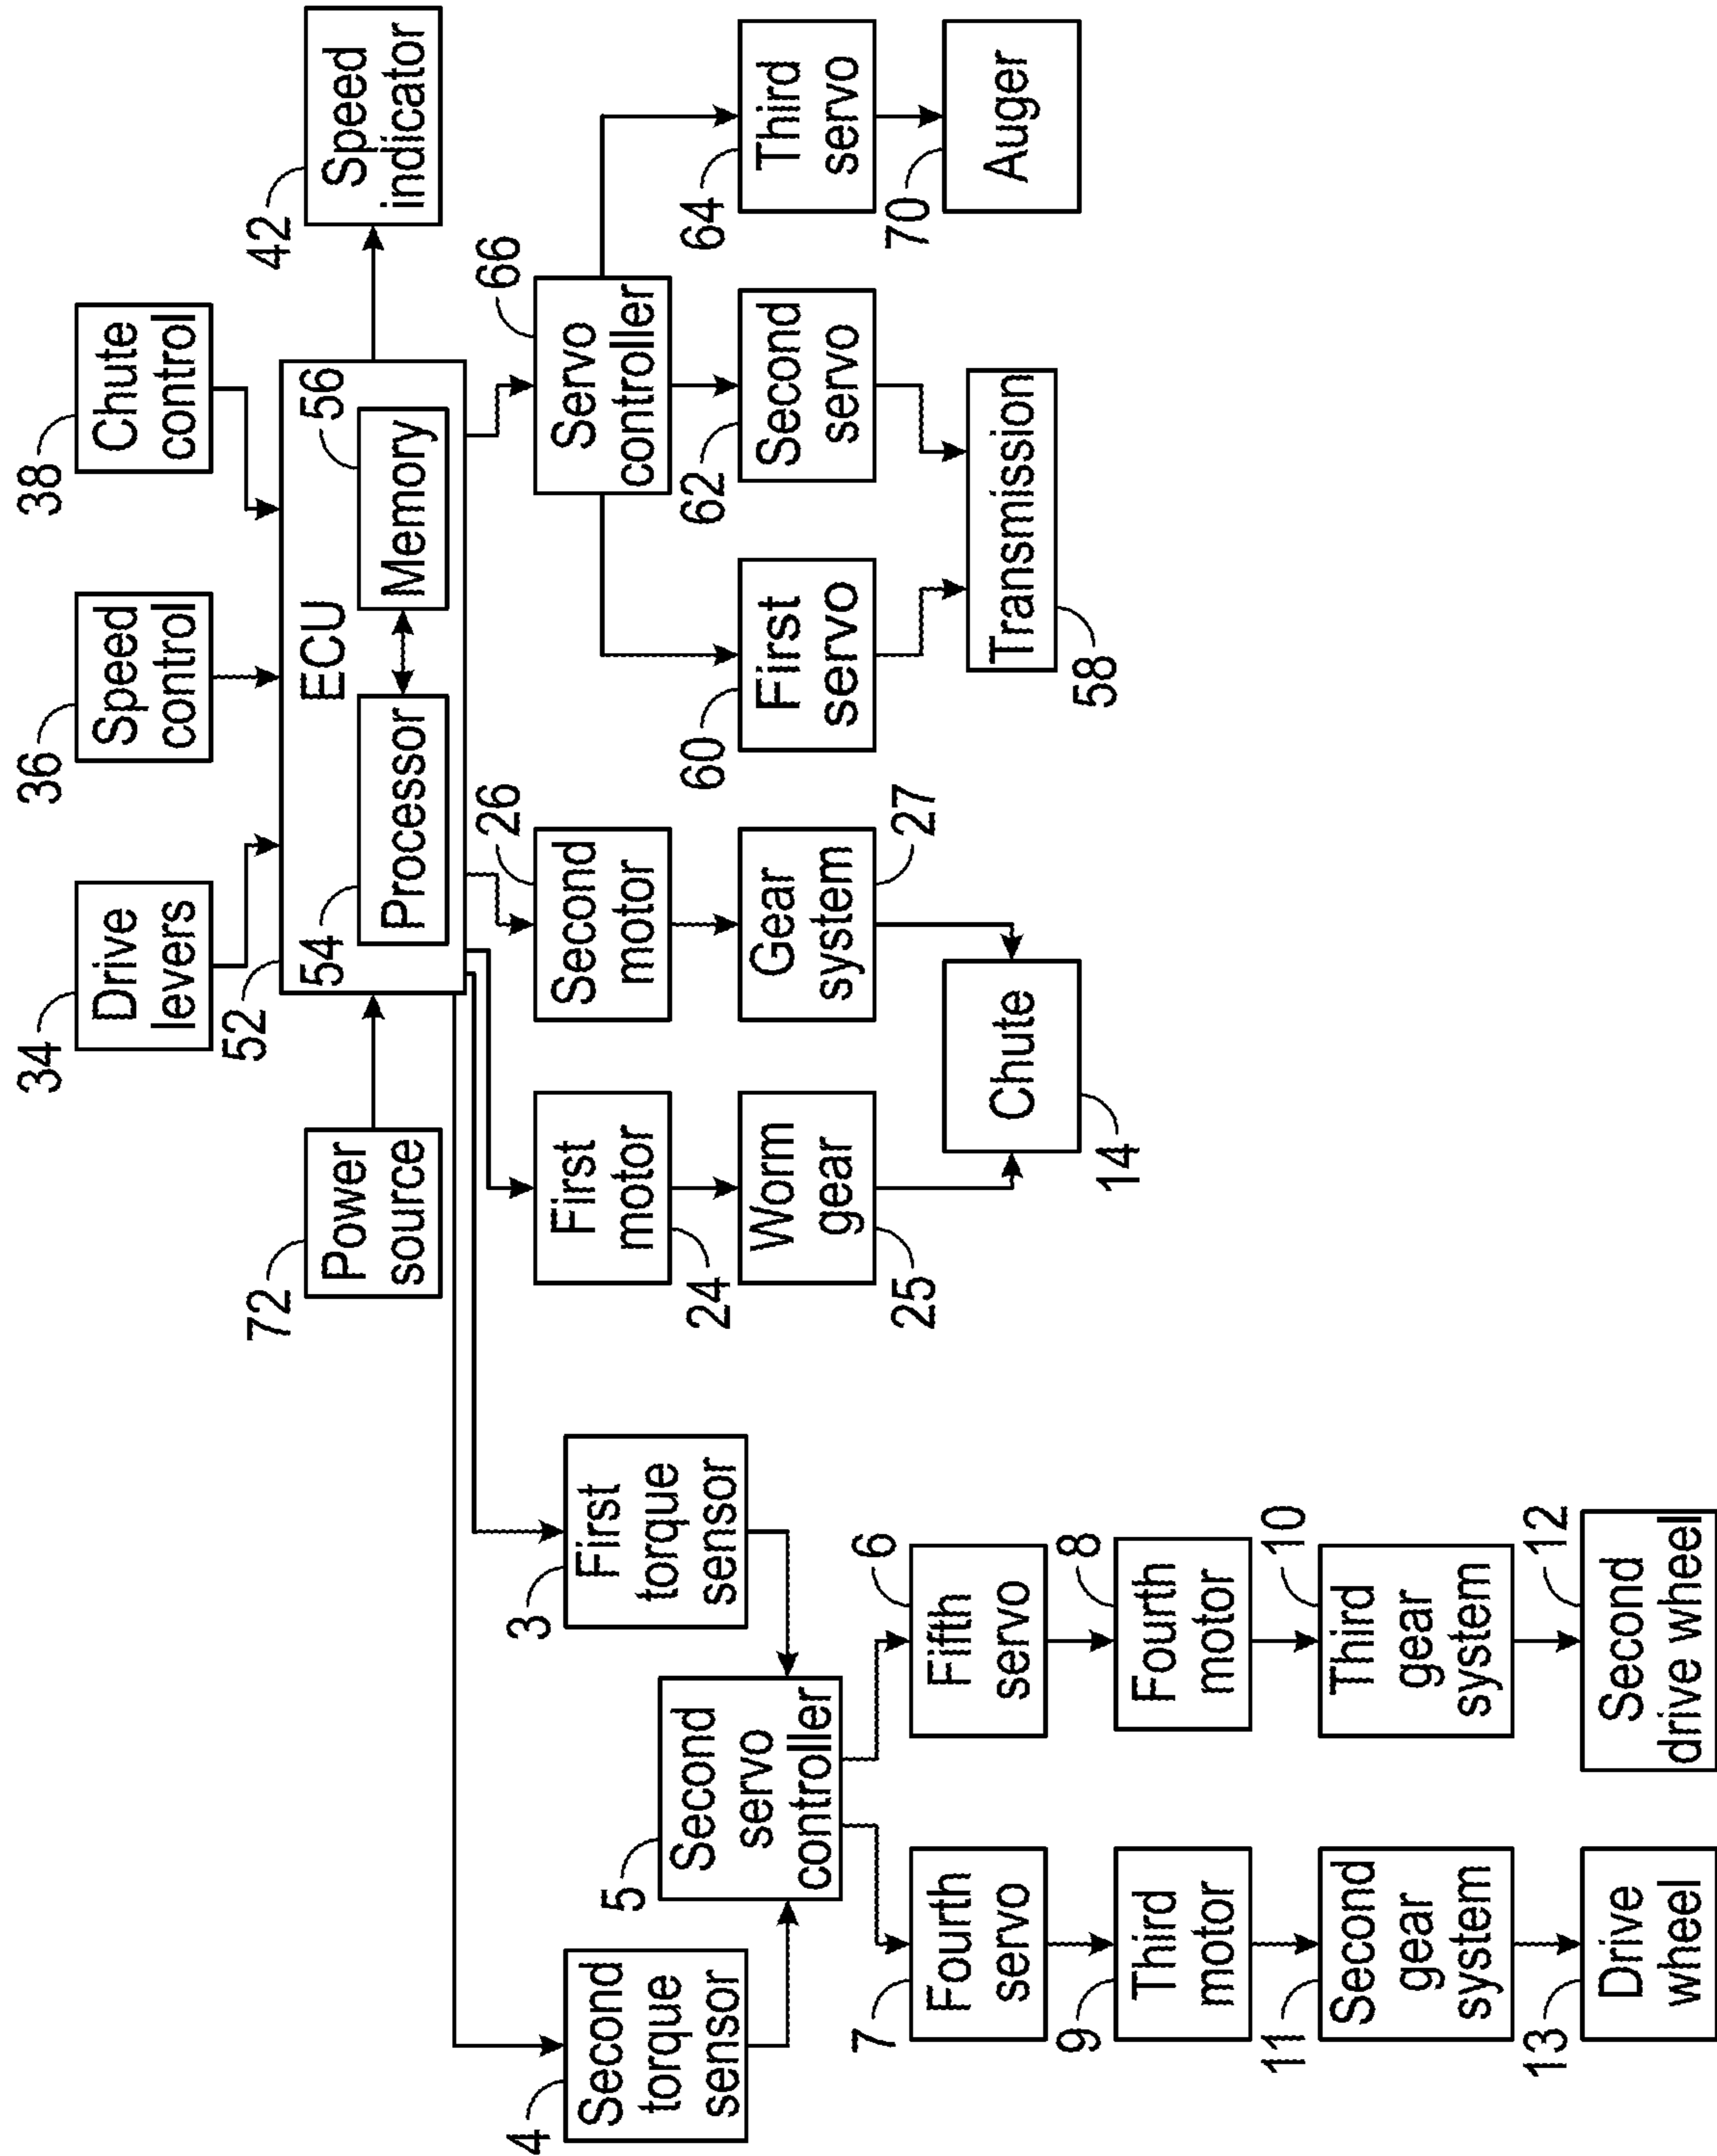 34
Drive
levers
36
Speed
control
38
Chute
control
72
Power
source
52
ECU
54
Processor
56
Memory
42
Speed
indicator
4
Second
torque
sensor
3
First
torque
sensor
First
motor
24
Second
motor
26
Servo
controller
66
5
Second
servo
controller
Worm
gear
25
Gear
system
27
60
First
servo
62
Second
servo
64
Third
servo
7
Fourth
servo
6
Fifth
servo
Chute
14
Transmission
58
70
Auger
9
Third
motor
8
Fourth
motor
11
Second
gear
system
10
Third
gear
system
13
Drive
wheel
12
Second
drive wheel